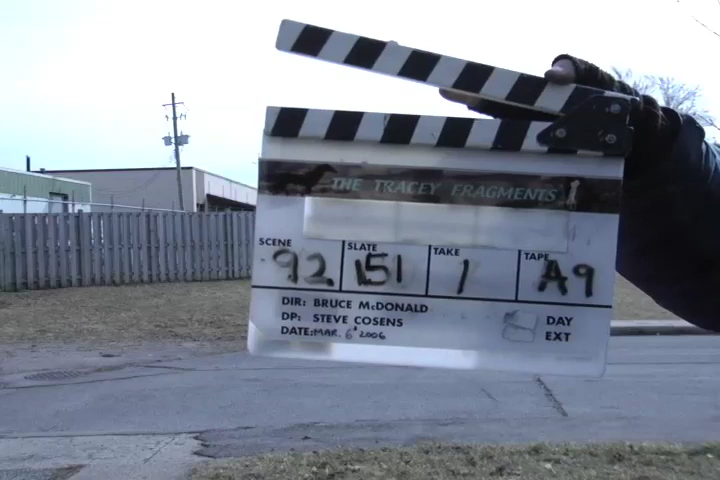 THE TRACEY FRAGMENTS
SCENE SLATE TAKE TAPE
92 151 1 A9
DIR: BRUCE McDONALD
DP: STEVE COSENS DAY
DATE: MAR. 6 2006 EXT